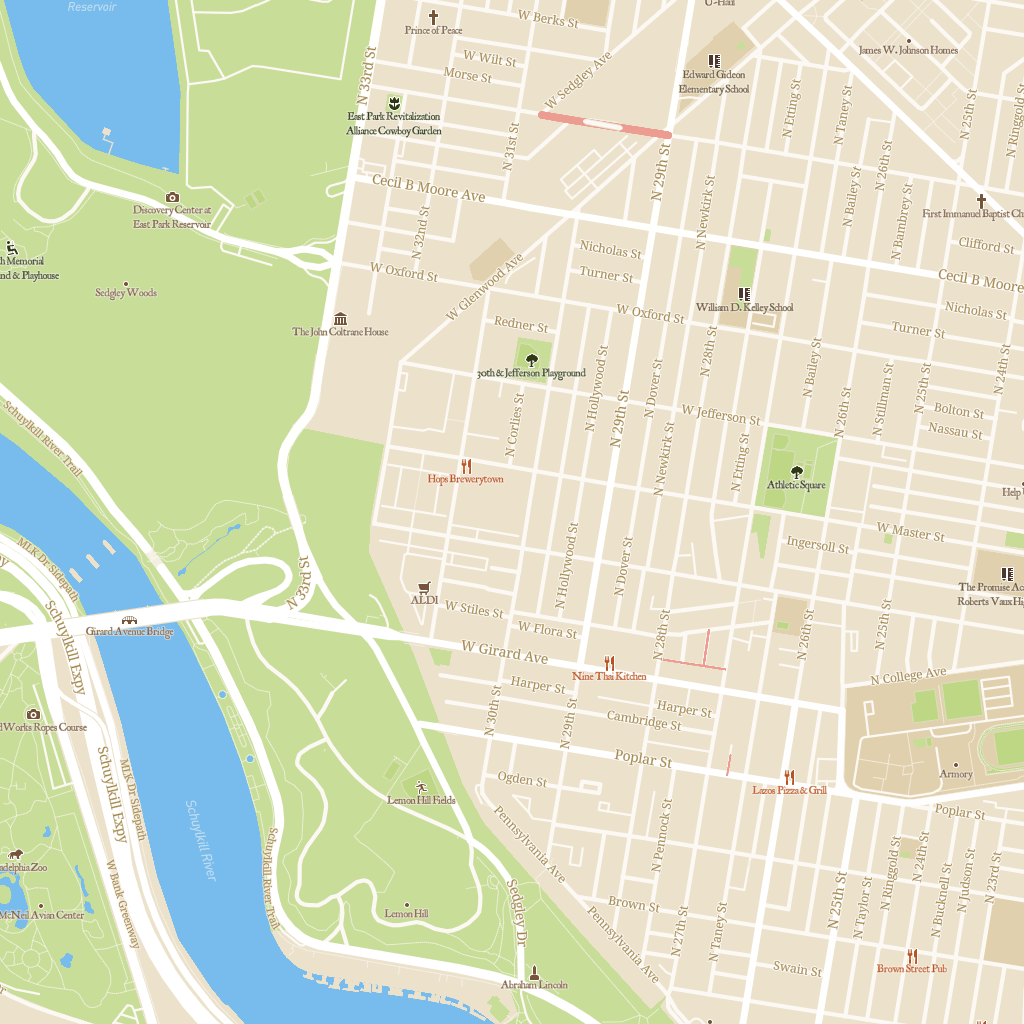 Reservoir
Prince of Peace
W Berks St
U-Haul
James W. Johnson Homes
W Wilt St
Morse St
W Sedgley Ave
Edward Gideon
Elementary School
N 33rd St
East Park Revitalization
Alliance Cowboy Garden
N 31st St
N Etting St
N Taney St
N 25th St
N Ringgold St
N 29th St
N 26th St
Cecil B Moore Ave
N Bailey St
Discovery Center at
East Park Reservoir
N 32nd St
N Newkirk St
N Bambrey St
First Immanuel Baptist
Clifford St
Nicholas St
W Oxford St
Turner St
Cecil B Moore
& Playhouse
Sedgley Woods
W Glenwood Ave
William D. Kelley School
Nicholas St
The John Coltrane House
Redner St
W Oxford St
Turner St
N 28th St
N Bailey St
30th & Jefferson Playground
N Hollywood St
N Dover St
N Stillman St
N 25th St
N 24th St
N Corlies St
N 29th St
W Jefferson St
N 26th St
Bolton St
Nassau St
Schuylkill River Trail
N Newkirk St
N Etting St
Hops Brewerytown
Athletic Square
Help
W Master St
Ingersoll St
MLK Dr Sidepath
N Hollywood St
N Dover St
N 33rd St
ALDI
The Promise
Roberts Vaux
Schuylkill Expy
Girard Avenue Bridge
W Stiles St
W Flora St
N 28th St
N 26th St
N 25th St
W Girard Ave
Nine Thai Kitchen
N College Ave
Harper St
Harper St
Works Ropes Course
N 30th St
N 29th St
Cambridge St
Poplar St
Schuylkill Expy
MLK Dr Sidepath
Ogden St
Lazos Pizza & Grill
Armory
Lemon Hill Fields
Schuylkill River
Pennsylvania Ave
N Pennock St
Poplar St
Schuylkill River Trail
Zoo
N Ringgold St
N 24th St
N Judson St
N 23rd St
McNeil Avian Center
W Bank Greenway
Lemon Hill
Sedgley Dr
Brown St
N 25th St
N Taylor St
N Bucknell St
Pennsylvania Ave
N 27th St
N Taney St
Abraham Lincoln
Swain St
Brown Street Pub